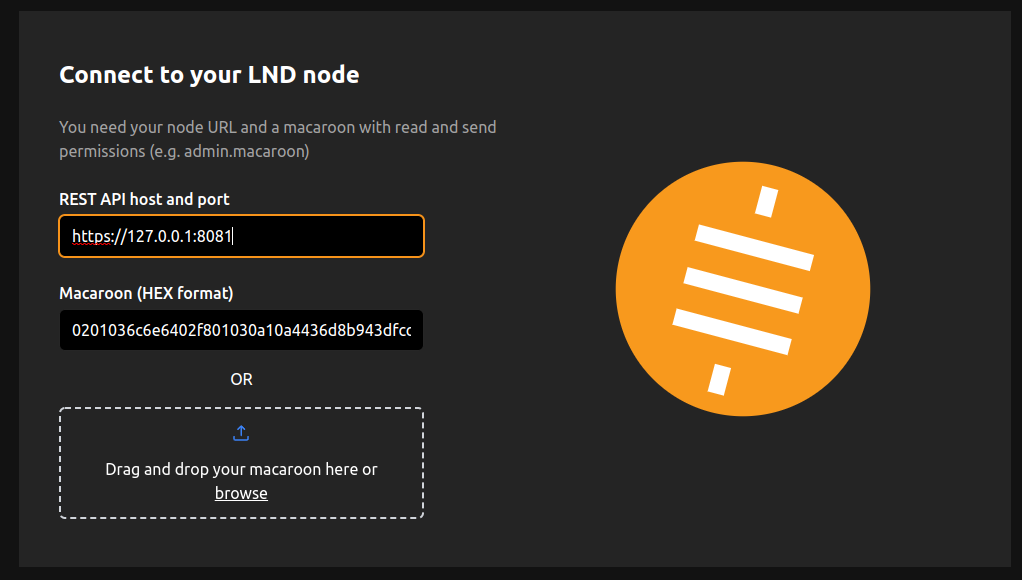 Connect to your LND node
You need your node URL and a macaroon with read and send
permissions (e.g. admin.macaroon)
REST API host and port
https://127.0.0.1:8081
Macaroon (HEX format)
0201036c6e6402f801030a10a4436d8b943dfcc
OR
Drag and drop your macaroon here or
browse